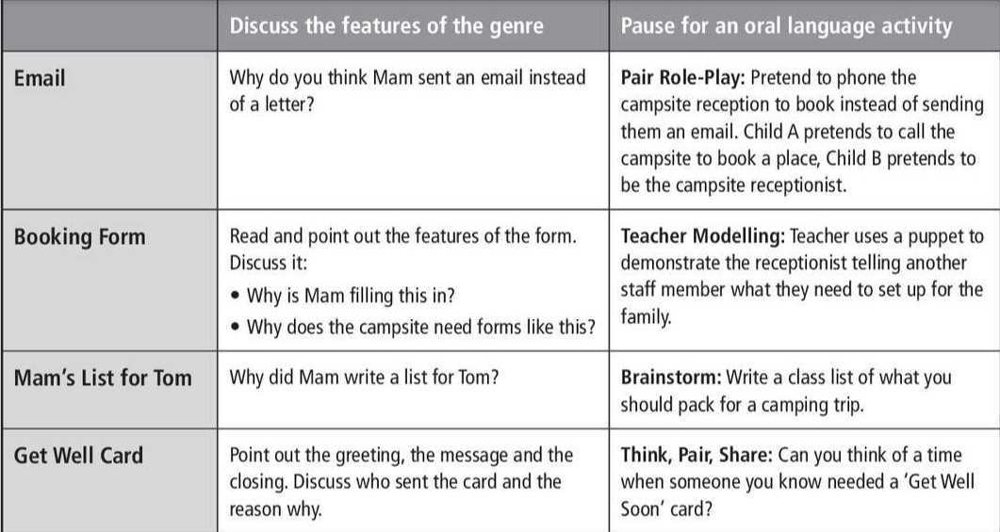 Discuss the features of the genre
Pause for an oral language activity
Email
Why do you think Mam sent an email instead
of a letter?
Pair Role-Play: Pretend to phone the
campsite reception to book instead of sending
them an email. Child A pretends to call the
campsite to book a place, Child B pretends to
be the campsite receptionist.
Booking Form
Read and point out the features of the form.
Discuss it:
• Why is Mam filling this in?
• Why does the campsite need forms like this?
Teacher Modelling: Teacher uses a puppet to
demonstrate the receptionist telling another
staff member what they need to set up for the
family.
Mam's List for Tom
Why did Mam write a list for Tom?
Brainstorm: Write a class list of what you
should pack for a camping trip.
Get Well Card
Point out the greeting, the message and the
closing. Discuss who sent the card and the
reason why.
Think, Pair, Share: Can you think of a time
when someone you know needed a ‘Get Well
Soon’ card?